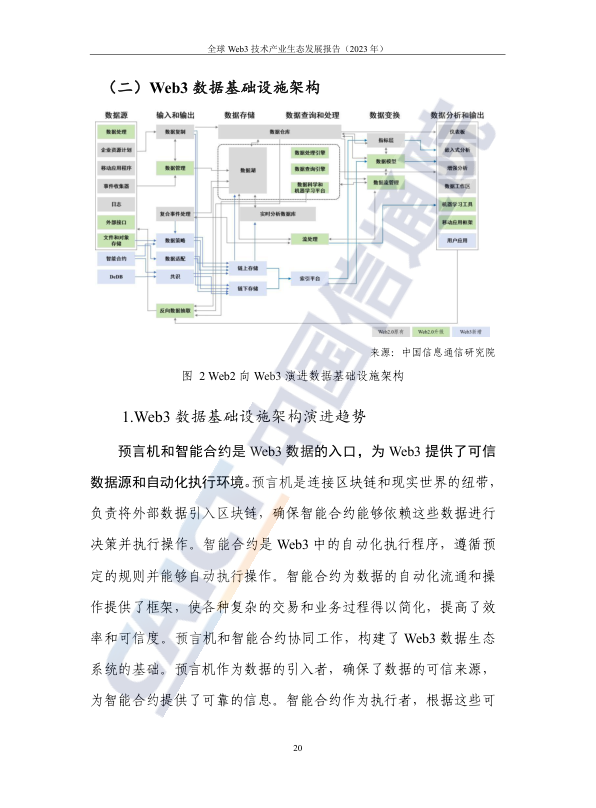 全球 Web3 技术产业生态发展报告（2023 年）
（二）Web3 数据基础设施架构
数据源 输入和输出 数据存储 数据查询和处理 数据变换 数据分析和输出
数据处理 数据复制 数据仓库 指标层 仪表板
企业资源计划 嵌入式分析
移动应用程序 数据管理 数据湖 数据处理引擎 数据模型 增强分析
事件收集器 数据查询引擎 数据流管理 数据工作区
数据科学和
机器学习平台
日志 机器学习工具
外部接口 复合事件处理 实时分析数据库 移动应用框架
文件和对象
存储 数据策略 流处理 用户应用
智能合约 数据适配 链上存储
DeDB 共识 链下存储 索引平台
反向数据抽取
Web2.0原有 Web2.0升级 Web3新增
来源：中国信息通信研究院
图 2 Web2 向 Web3 演进数据基础设施架构
1.Web3 数据基础设施架构演进趋势
预言机和智能合约是 Web3 数据的入口，为 Web3 提供了可信
数据源和自动化执行环境。预言机是连接区块链和现实世界的纽带，
负责将外部数据引入区块链，确保智能合约能够依赖这些数据进行
决策并执行操作。智能合约是 Web3 中的自动化执行程序，遵循预
定的规则并能够自动执行操作。智能合约为数据的自动化流通和操
作提供了框架，使各种复杂的交易和业务过程得以简化，提高了效
率和可信度。预言机和智能合约协同工作，构建了 Web3 数据生态
系统的基础。预言机作为数据的引入者，确保了数据的可信来源，
为智能合约提供了可靠的信息。智能合约作为执行者，根据这些可
20
CAICT 中国信通院